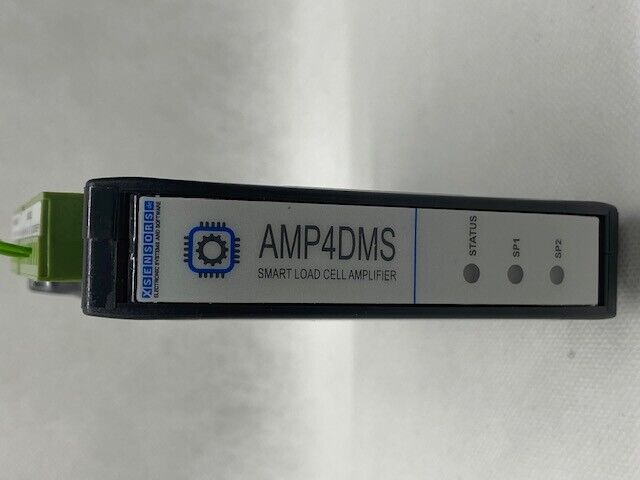 XSENSORS
ELECTRONIC SYSTEMS AND SOFTWARE
AMP4DMS
SMART LOAD CELL AMPLIFIER
STATUS
SP1
SP2